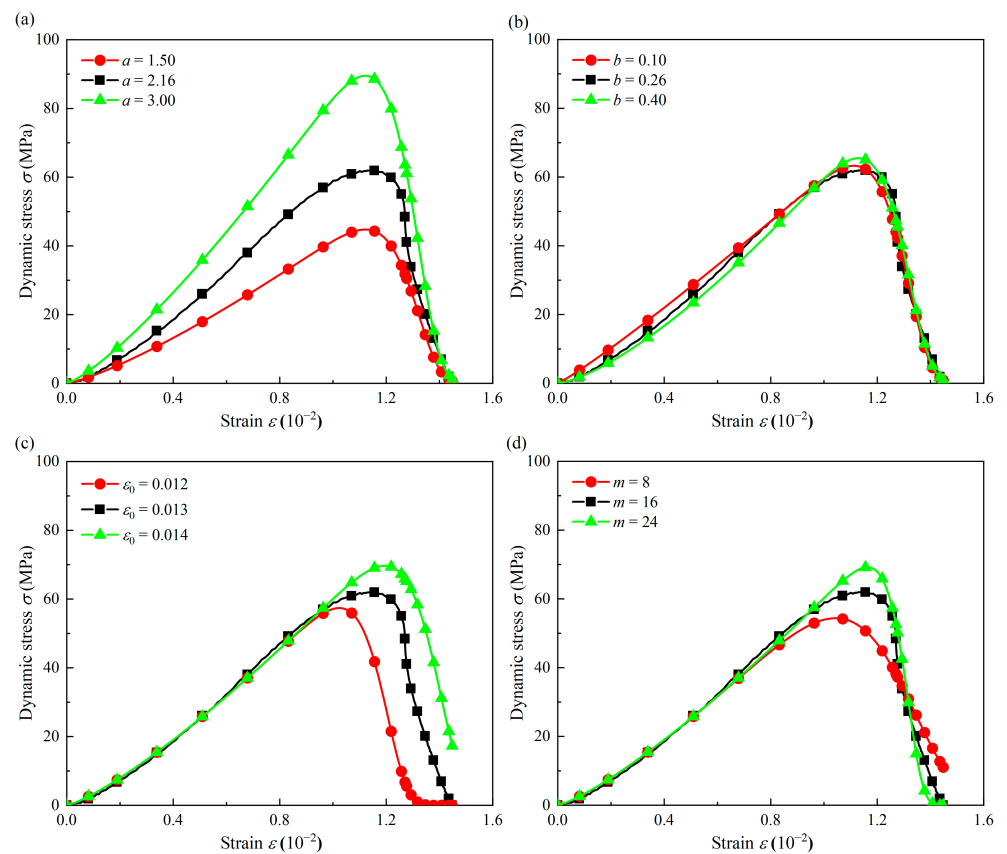 (a)
100
80
60
40
20
0
Dynamic stress σ (MPa)
a = 1.50
a = 2.16
a = 3.00
0.0 0.4 0.8 1.2 1.6
Strain ε (10⁻²)
(b)
100
80
60
40
20
0
Dynamic stress σ (MPa)
b = 0.10
b = 0.26
b = 0.40
0.0 0.4 0.8 1.2 1.6
Strain ε (10⁻²)
(c)
100
80
60
40
20
0
Dynamic stress σ (MPa)
ε₀ = 0.012
ε₀ = 0.013
ε₀ = 0.014
0.0 0.4 0.8 1.2 1.6
Strain ε (10⁻²)
(d)
100
80
60
40
20
0
Dynamic stress σ (MPa)
m = 8
m = 16
m = 24
0.0 0.4 0.8 1.2 1.6
Strain ε (10⁻²)